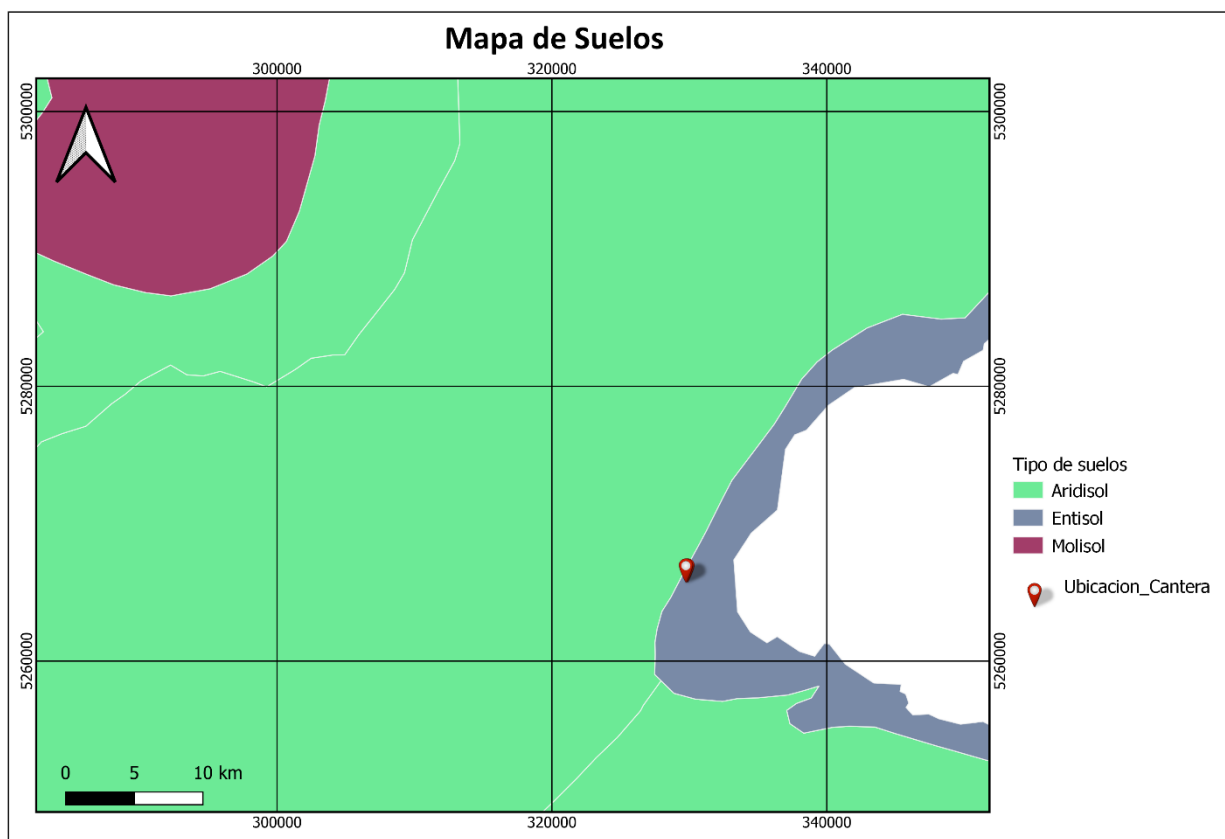 Mapa de Suelos
300000 320000 340000
5300000 5300000
5280000 5280000
5260000 5260000
Tipo de suelos
Aridisol
Entisol
Molisol
Ubicacion_Cantera
0 5 10 km
300000 320000 340000